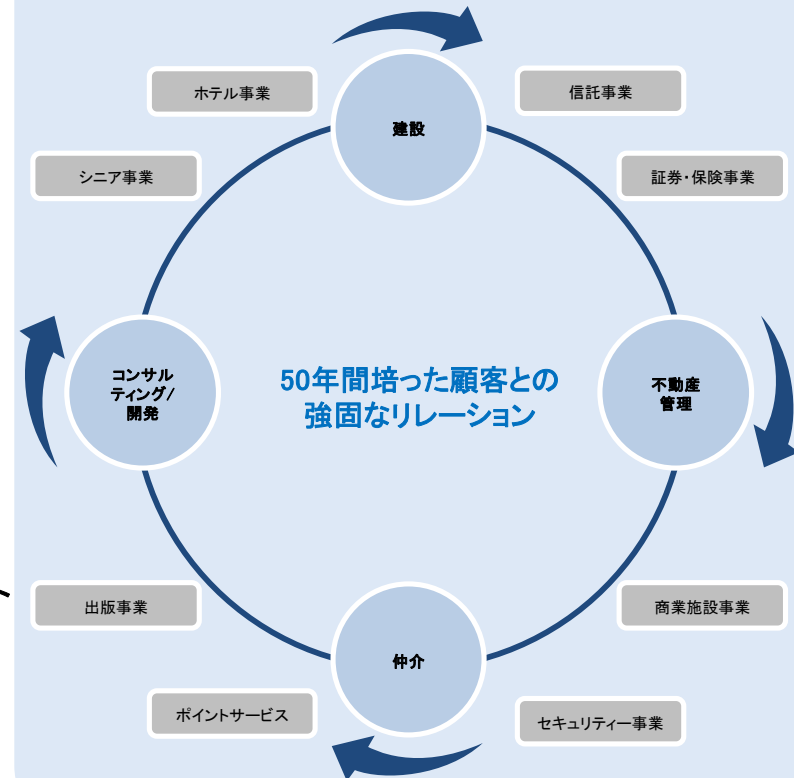 ホテル事業
信託事業
建設
シニア事業
証券・保険事業
コンサル
ティング/
開発
50年間培った顧客との
強固なリレーション
不動産
管理
出版事業
商業施設事業
仲介
ポイントサービス
セキュリティー事業